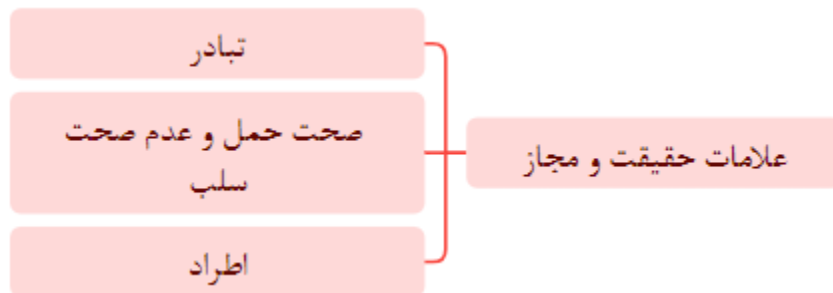 علامات حقیقت و مجاز
تبادر
صحت حمل و عدم صحت
سلب
اطراد